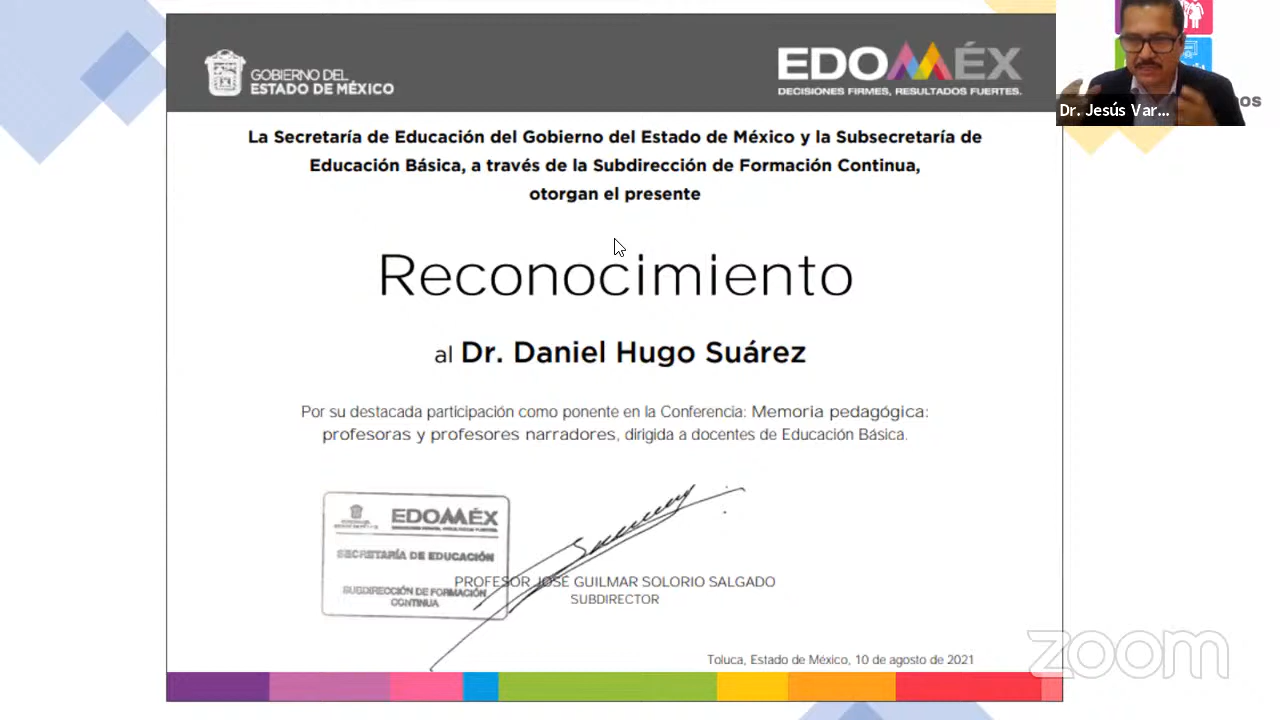 GOBIERNO DEL
ESTADO DE MÉXICO
EDOMÉX
DECISIONES FIRMES, RESULTADOS FUERTES.
Dr. Jesús Var...
os
La Secretaría de Educación del Gobierno del Estado de México y la Subsecretaría de
Educación Básica, a través de la Subdirección de Formación Continua,
otorgan el presente
Reconocimiento
al Dr. Daniel Hugo Suárez
Por su destacada participación como ponente en la Conferencia: Memoria pedagógica:
profesoras y profesores narradores, dirigida a docentes de Educación Básica.
EDOMÉX
SECRETARÍA DE EDUCACIÓN
SUBDIRECCIÓN DE FORMACIÓN
CONTINUA
PROFESOR JOSÉ GUILMAR SOLORIO SALGADO
SUBDIRECTOR
Toluca, Estado de México, 10 de agosto de 2021
zoom